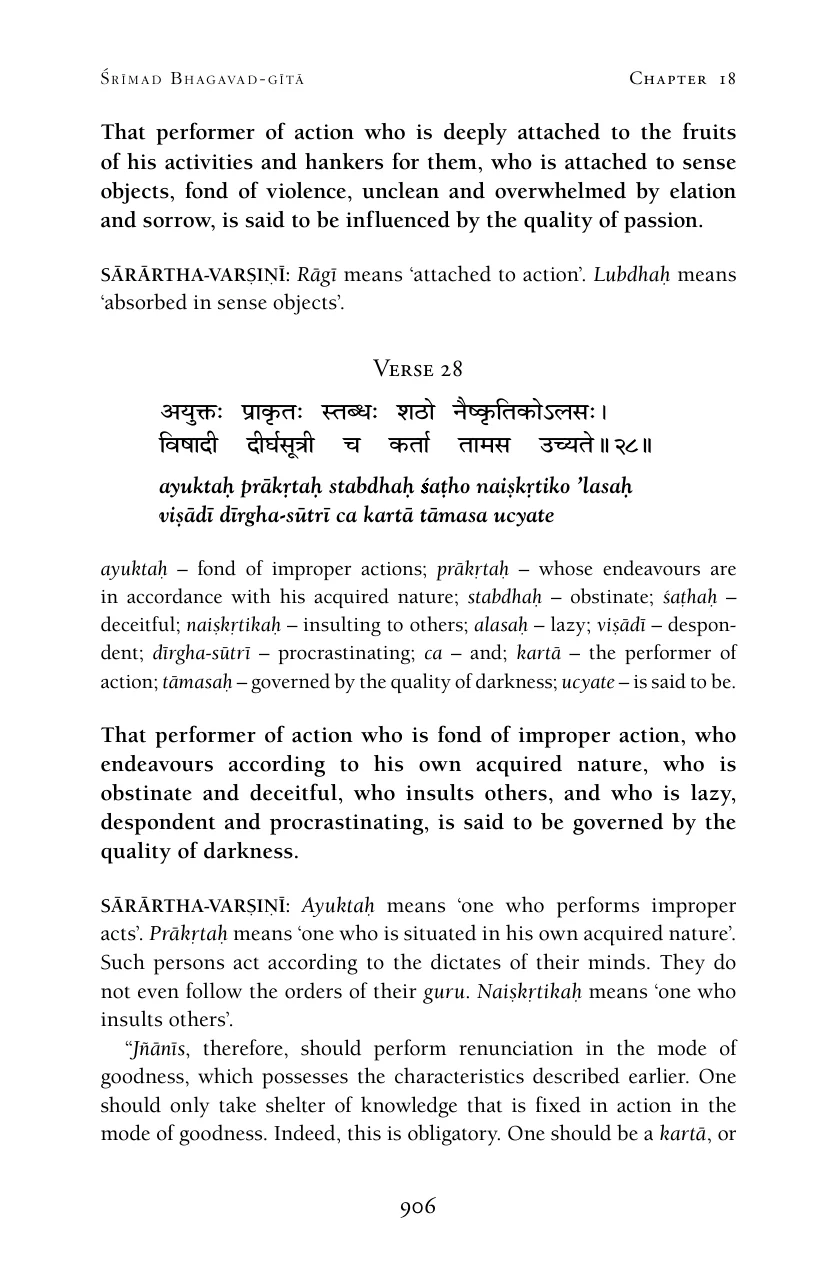 Śrīmad Bhagavad-gītā Chapter 18
That performer of action who is deeply attached to the fruits
of his activities and hankers for them, who is attached to sense
objects, fond of violence, unclean and overwhelmed by elation
and sorrow, is said to be influenced by the quality of passion.
SĀRĀRTHA-VARṢIṆĪ: Rāgī means ‘attached to action’. Lubdhaḥ means
‘absorbed in sense objects’.
Verse 28
अयुक्तः प्राकृतः स्तब्धः शठो नैष्कृतिकोऽलसः।
विषादी दीर्घसूत्री च कर्ता तामस उच्यते॥२८॥
ayuktaḥ prākṛtaḥ stabdhaḥ śaṭho naiṣkṛtiko ’lasaḥ
viṣādī dīrgha-sūtrī ca kartā tāmasa ucyate
ayuktaḥ – fond of improper actions; prākṛtaḥ – whose endeavours are
in accordance with his acquired nature; stabdhaḥ – obstinate; śaṭhaḥ –
deceitful; naiṣkṛtikaḥ – insulting to others; alasaḥ – lazy; viṣādī – despon-
dent; dīrgha-sūtrī – procrastinating; ca – and; kartā – the performer of
action; tāmasaḥ – governed by the quality of darkness; ucyate – is said to be.
That performer of action who is fond of improper action, who
endeavours according to his own acquired nature, who is
obstinate and deceitful, who insults others, and who is lazy,
despondent and procrastinating, is said to be governed by the
quality of darkness.
SĀRĀRTHA-VARṢIṆĪ: Ayuktaḥ means ‘one who performs improper
acts’. Prākṛtaḥ means ‘one who is situated in his own acquired nature’.
Such persons act according to the dictates of their minds. They do
not even follow the orders of their guru. Naiṣkṛtikaḥ means ‘one who
insults others’.
“Jñānīs, therefore, should perform renunciation in the mode of
goodness, which possesses the characteristics described earlier. One
should only take shelter of knowledge that is fixed in action in the
mode of goodness. Indeed, this is obligatory. One should be a kartā, or
906